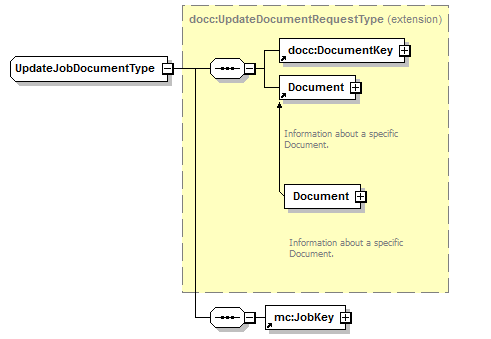 docc:UpdateDocumentRequestType (extension)
docc:DocumentKey
UpdateJobDocumentType
Document
Information about a specific
Document.
Document
Information about a specific
Document.
mc:JobKey